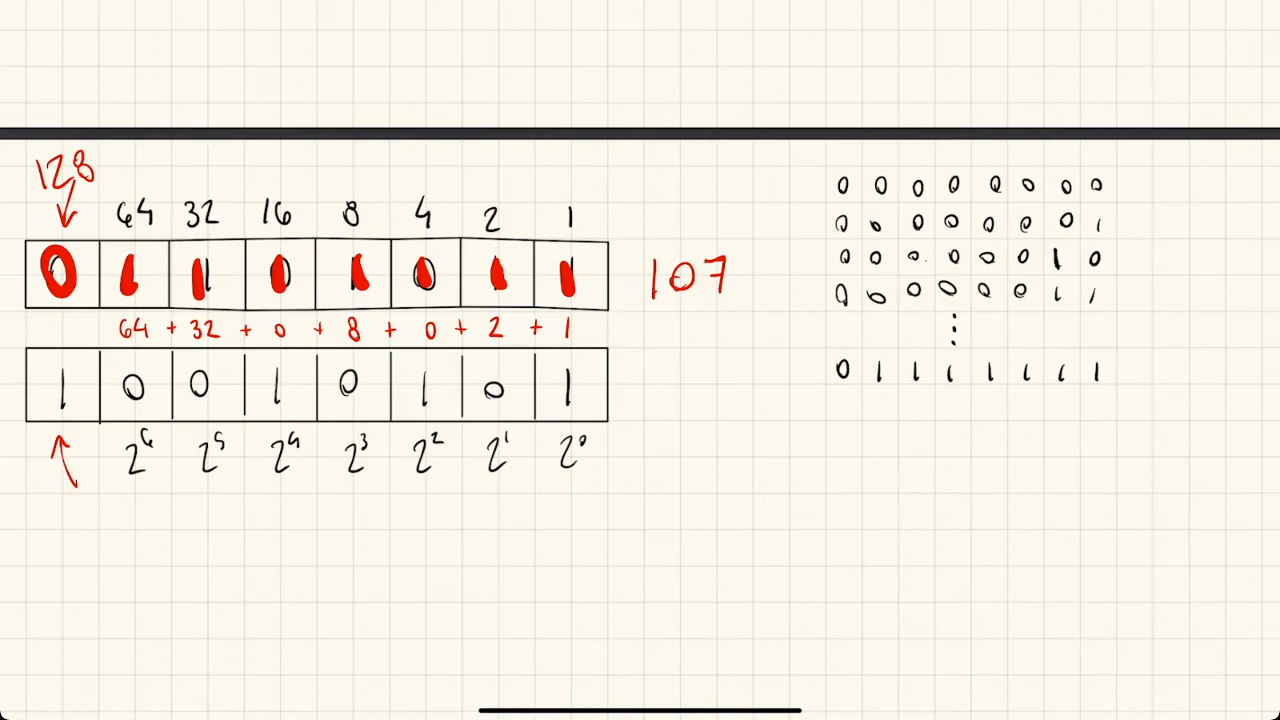 128
64 32 16 8 4 2 1
0 1 1 0 1 0 1 1
107
64 + 32 + 0 + 8 + 0 + 2 + 1
1 0 0 1 0 1 0 1
2⁶ 2⁵ 2⁴ 2³ 2² 2¹ 2⁰
0 0 0 0 0 0 0 0
0 0 0 0 0 0 0 1
0 0 0 0 0 0 1 0
0 0 0 0 0 0 1 1
⋮
0 1 1 1 1 1 1 1